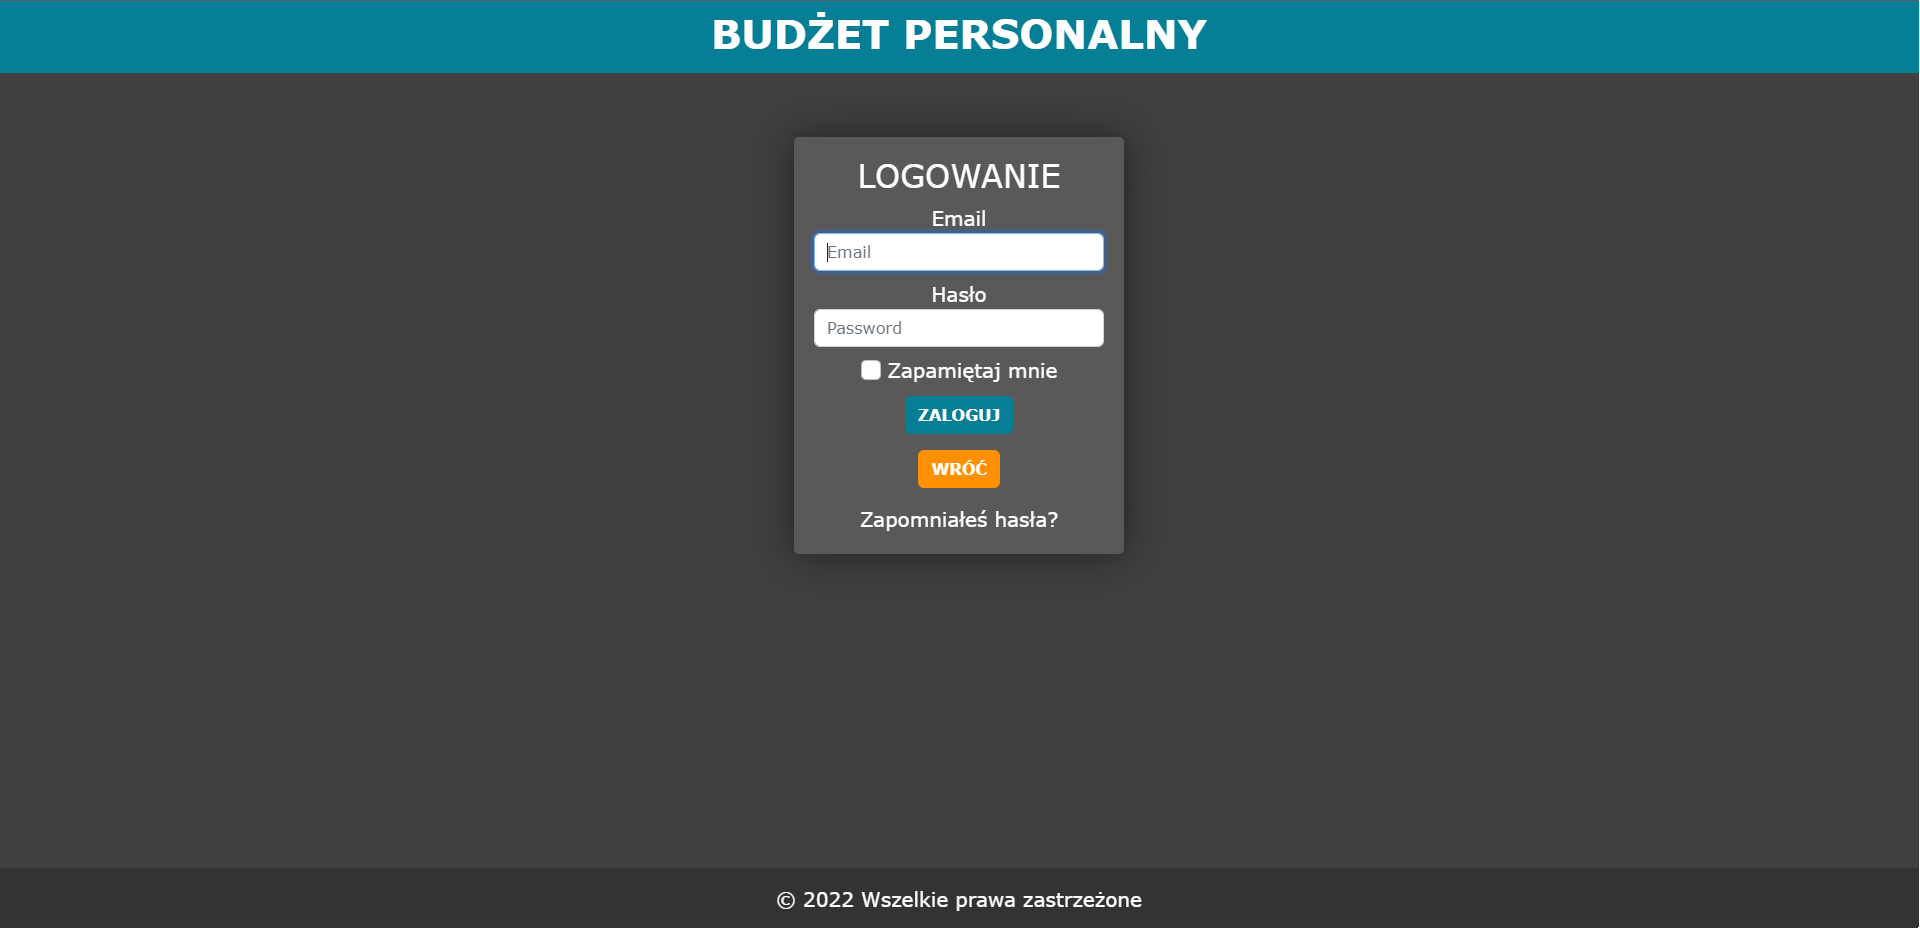 BUDŻET PERSONALNY
LOGOWANIE
Email
Email
Hasło
Password
Zapamiętaj mnie
ZALOGUJ
WRÓĆ
Zapomniałeś hasła?
© 2022 Wszelkie prawa zastrzeżone